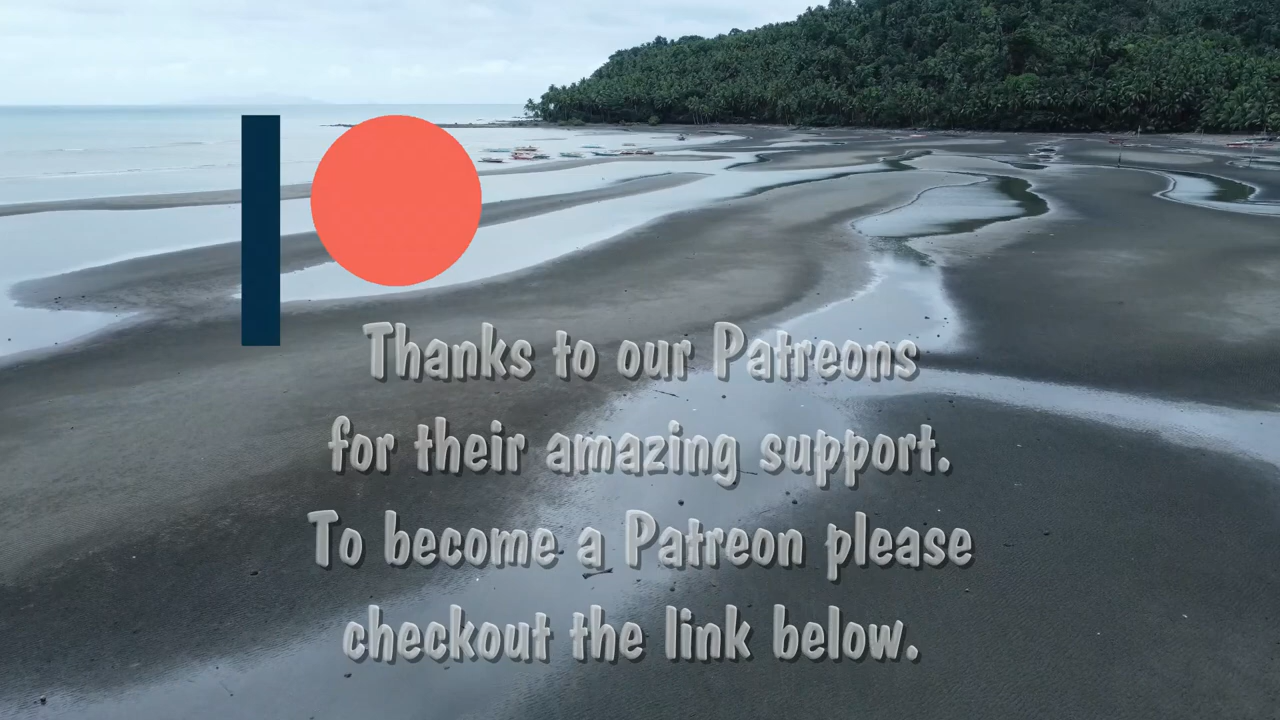 Thanks to our Patreons
for their amazing support.
To become a Patreon please
checkout the link below.